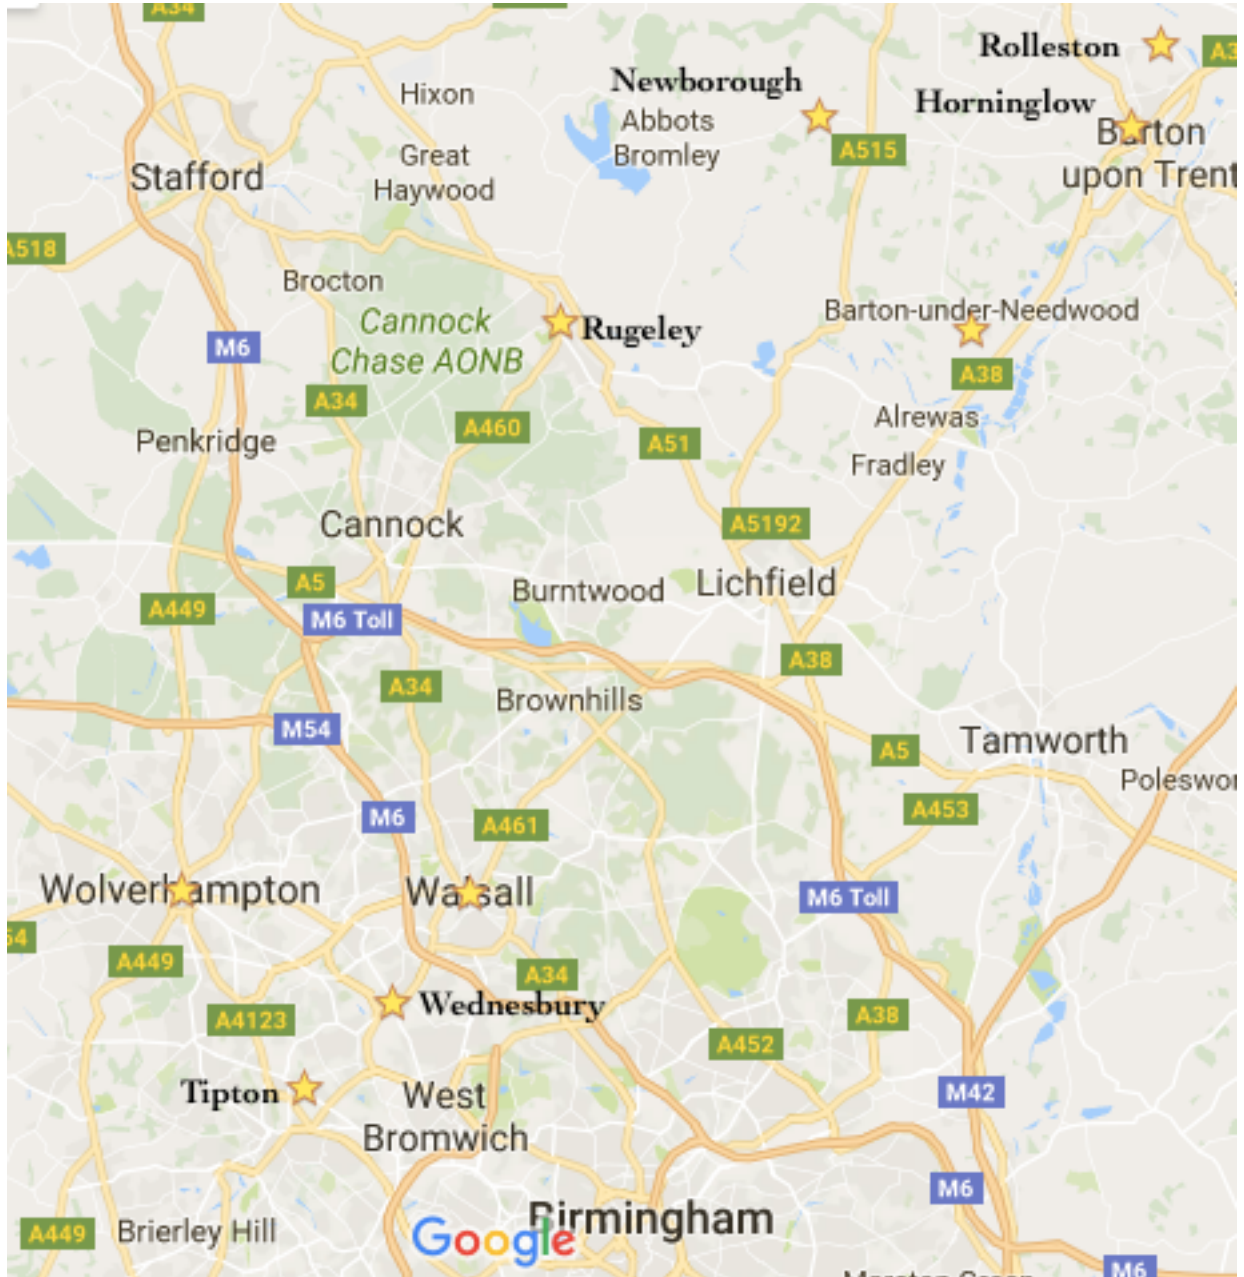 A34
Rolleston
A3
Newborough
Hixon
Horninglow
Abbots
Bromley
A515
Burton
upon Trent
Great
Haywood
Stafford
A518
Brocton
Barton-under-Needwood
Cannock
Chase AONB
Rugeley
M6
A38
A34
Alrewas
A460
A51
Penkridge
Fradley
Cannock
A5192
A5
Burntwood
Lichfield
A449
M6 Toll
A38
A34
Brownhills
M54
A5
Tamworth
Poleswor
M6
A461
A453
Wolverhampton
Walsall
M6 Toll
54
A449
A34
Wednesbury
A4123
A38
A452
Tipton
West
Bromwich
M42
M6
Birmingham
A449
Brierley Hill
Google
M6